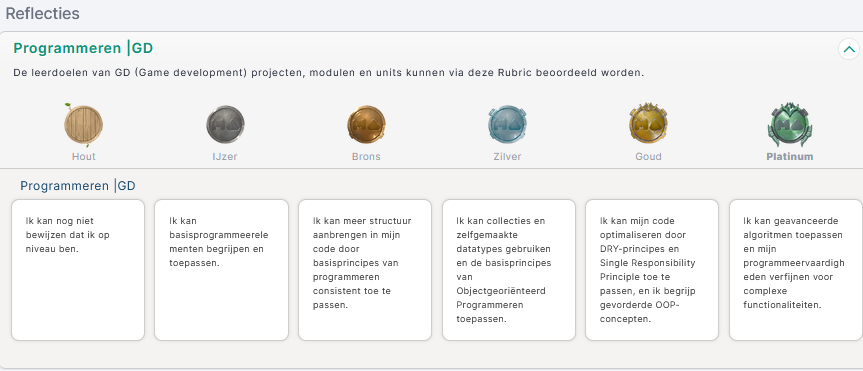 Reflecties
Programmeren |GD
De leerdoelen van GD (Game development) projecten, modulen en units kunnen via deze Rubric beoordeeld worden.
Hout
IJzer
Brons
Zilver
Goud
Platinum
Programmeren |GD
Ik kan nog niet
bewijzen dat ik op
niveau ben.
Ik kan
basisprogrammeerele
menten begrijpen en
toepassen.
Ik kan meer structuur
aanbrengen in mijn
code door
basisprincipes van
programmeren
consistent toe te
passen.
Ik kan collecties en
zelfgemaakte
datatypes gebruiken
en de basisprincipes
van
Objectgeoriënteerd
Programmeren
toepassen.
Ik kan mijn code
optimaliseren door
DRY-principes en
Single Responsibility
Principle toe te
passen, en ik begrijp
gevorderde OOP-
concepten.
Ik kan geavanceerde
algoritmen toepassen
en mijn
programmeervaardigh
eden verfijnen voor
complexe
functionaliteiten.